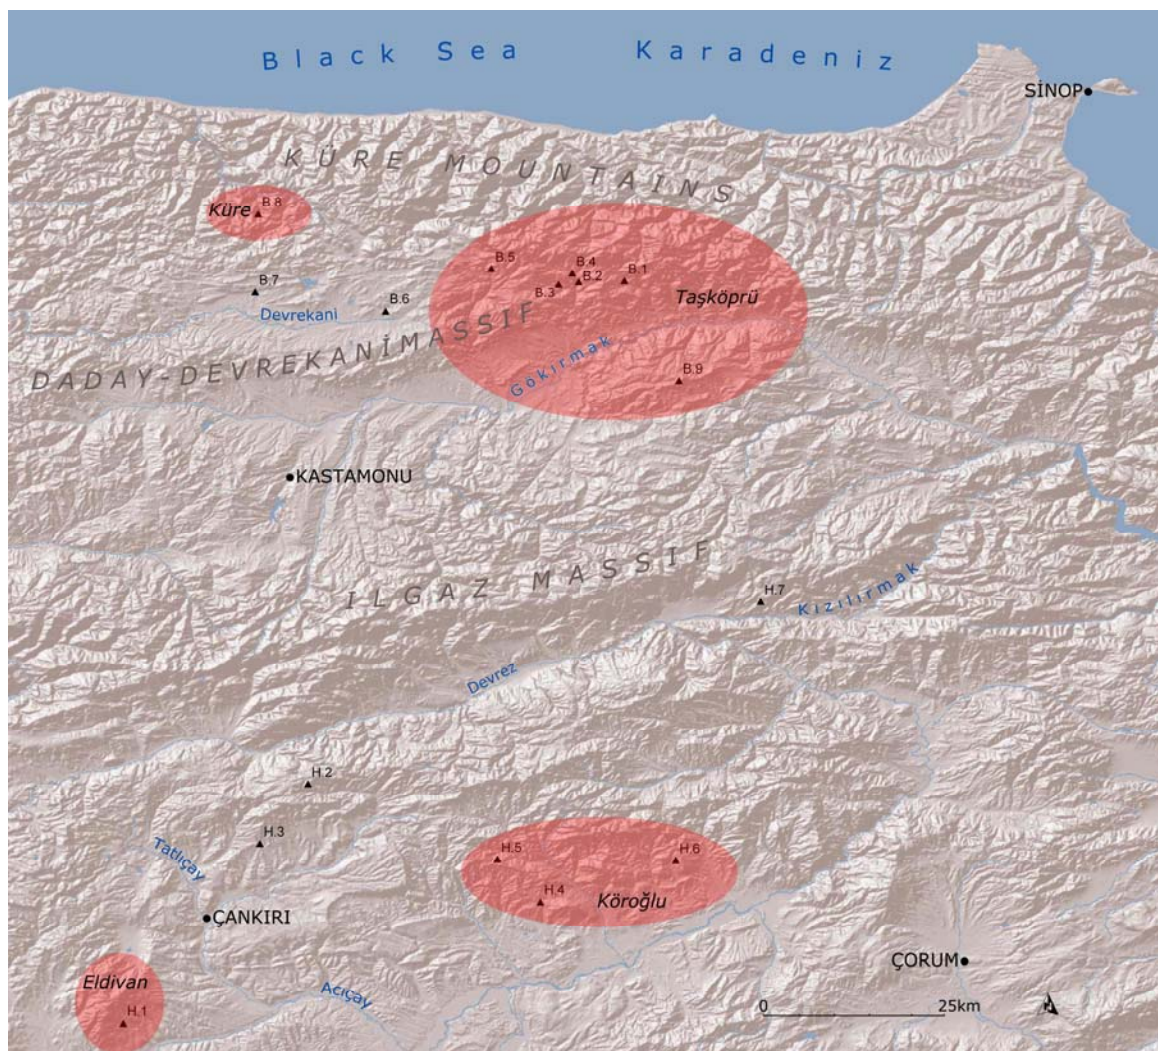 Black Sea Karadeniz
SİNOP
KÜRE MOUNTAINS
B.8
Küre
B.5
B.4
B.2
B.1
B.3
B.7
B.6
Taşköprü
Devrekani
DADAY-DEVREKANİMASSIF
Gökırmak
B.9
KASTAMONU
ILGAZ MASSIF
H.7
Kızılırmak
Devrez
H.2
H.3
Tatlıçay
H.5
H.6
H.4
Köroğlu
ÇANKIRI
ÇORUM
Eldivan
Acıçay
H.1
0 25km
N